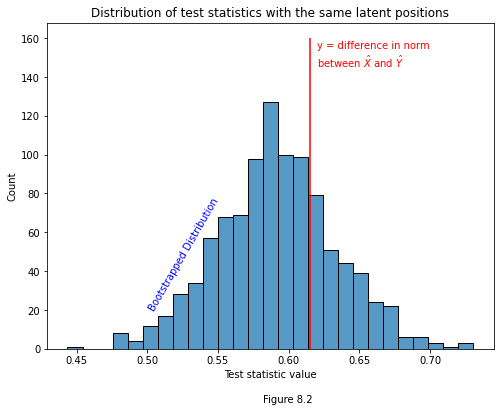 Distribution of test statistics with the same latent positions
y = difference in norm
between X̂ and Ŷ
Bootstrapped Distribution
Count
160
140
120
100
80
60
40
20
0
0.45 0.50 0.55 0.60 0.65 0.70
Test statistic value
Figure 8.2